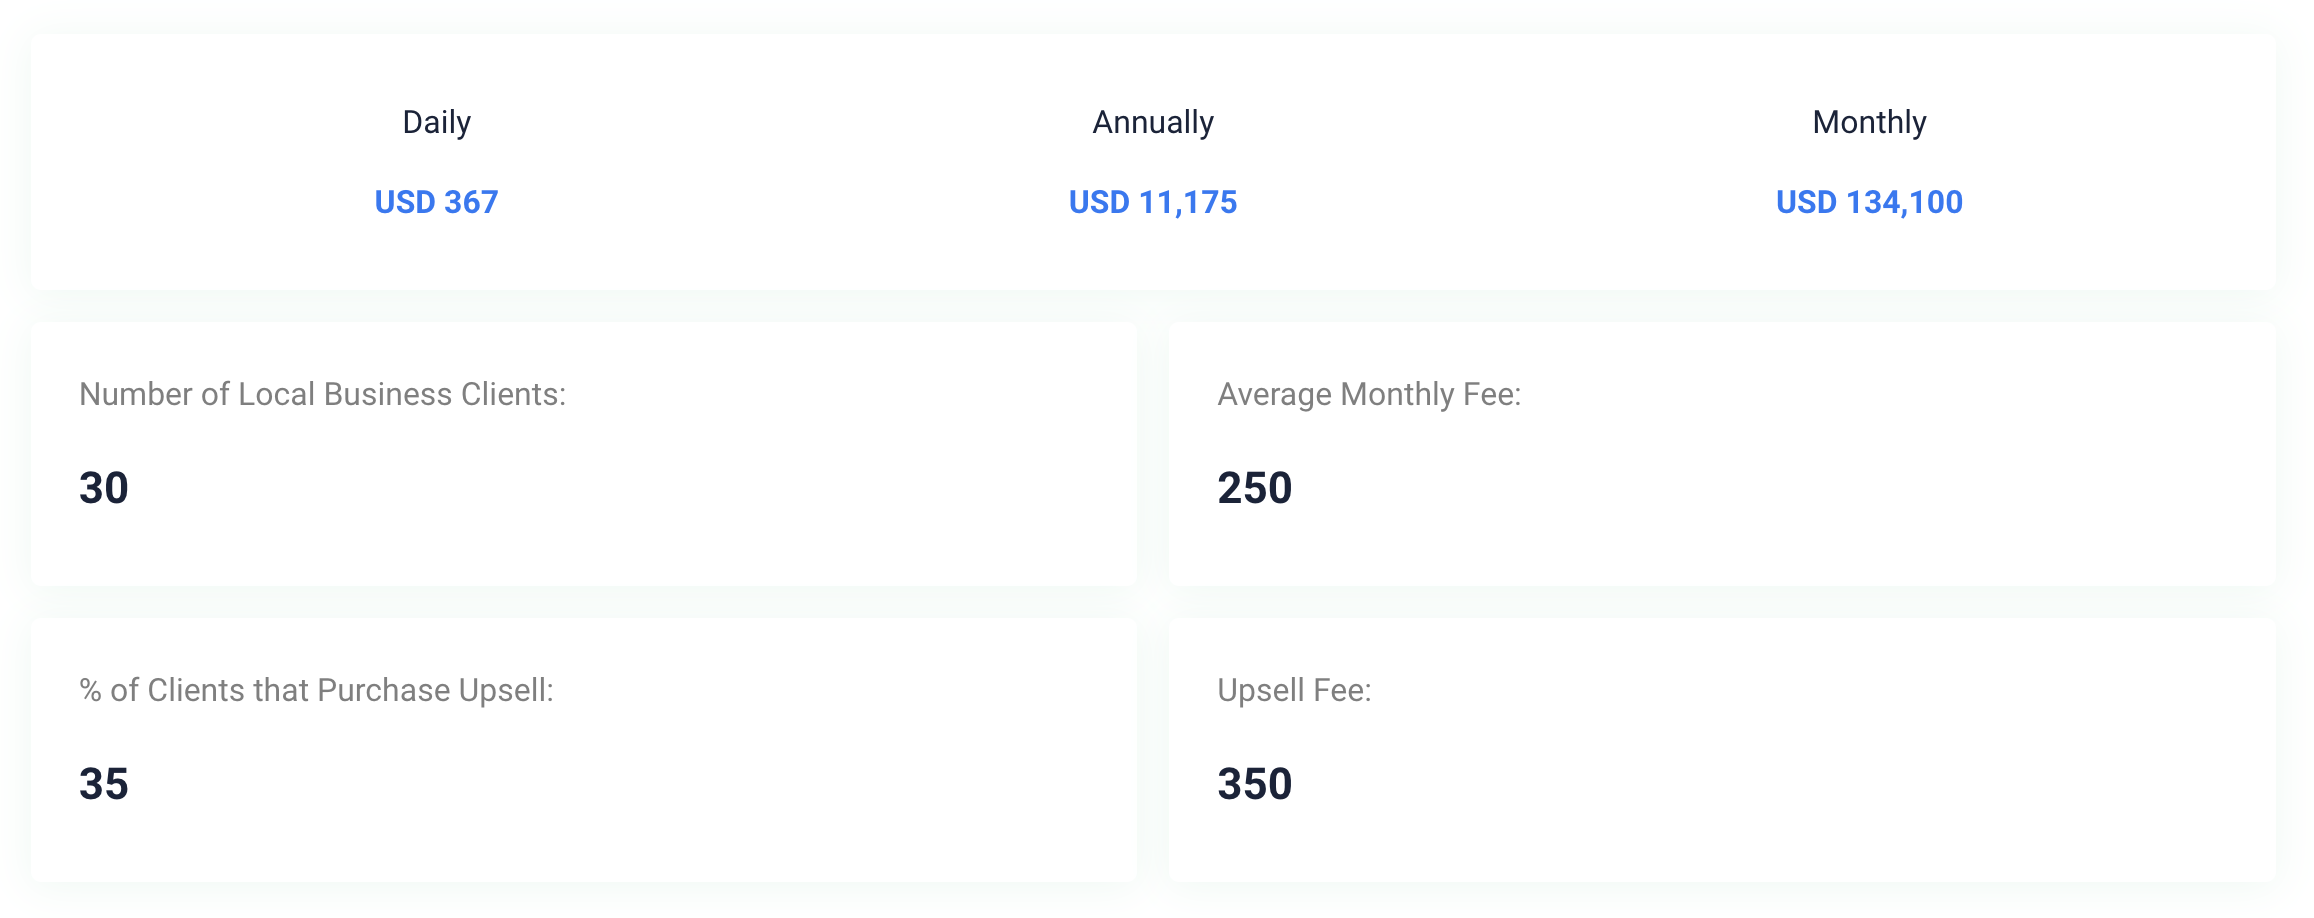 Daily
Annually
Monthly
USD 367
USD 11,175
USD 134,100
Number of Local Business Clients:
Average Monthly Fee:
30
250
% of Clients that Purchase Upsell:
Upsell Fee:
35
350